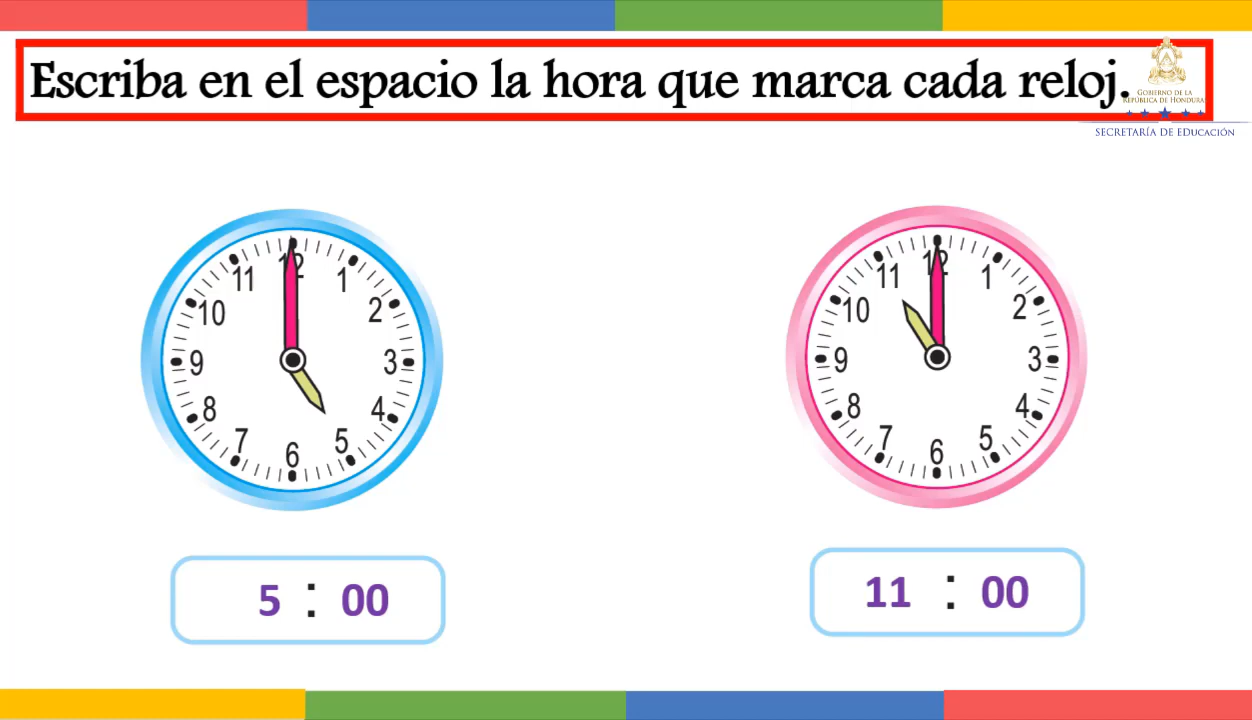 Escriba en el espacio la hora que marca cada reloj.
GOBIERNO DE LA
REPÚBLICA DE HONDURAS
SECRETARÍA DE EDUCACIÓN
12
11 1
10 2
9 3
8 4
7 5
6
12
11 1
10 2
9 3
8 4
7 5
6
5 : 00
11 : 00